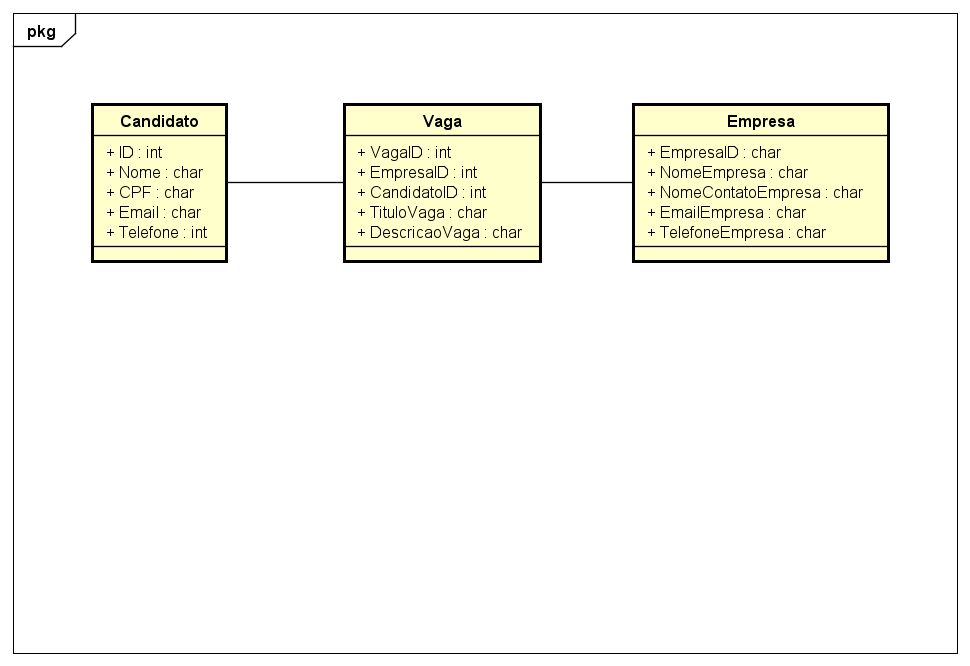 pkg
Candidato
+ ID : int
+ Nome : char
+ CPF : char
+ Email : char
+ Telefone : int
Vaga
+ VagaID : int
+ EmpresaID : int
+ CandidatoID : int
+ TituloVaga : char
+ DescricaoVaga : char
Empresa
+ EmpresaID : char
+ NomeEmpresa : char
+ NomeContatoEmpresa : char
+ EmailEmpresa : char
+ TelefoneEmpresa : char